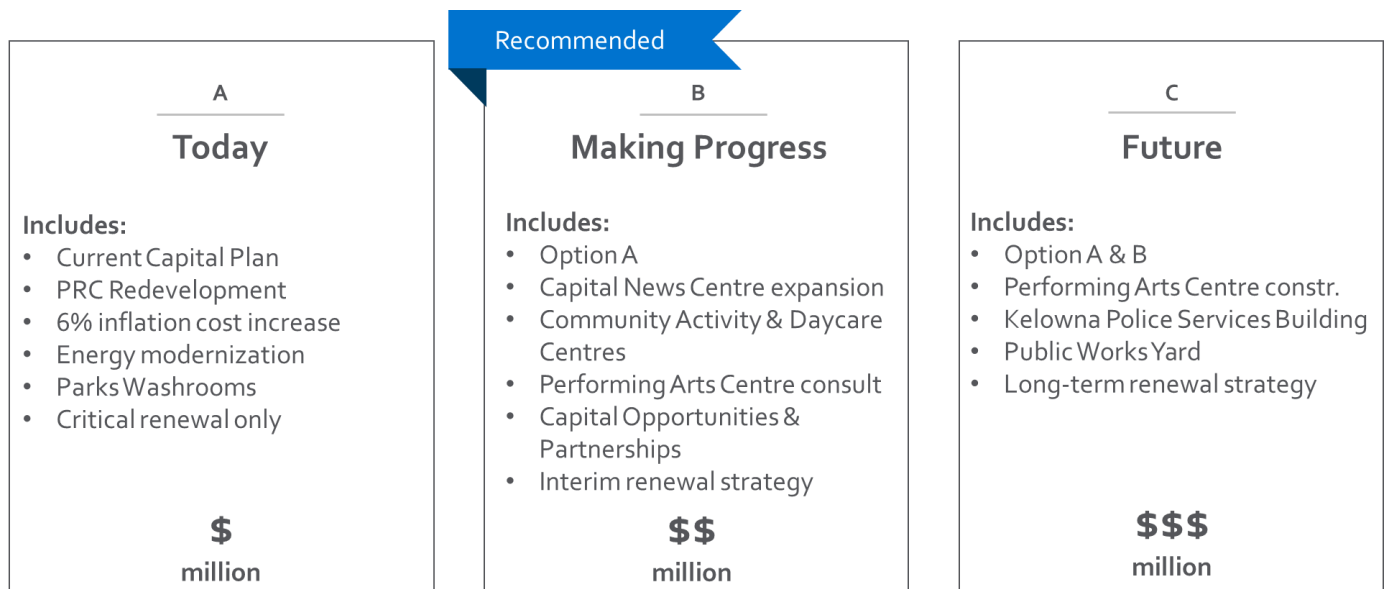 Recommended
A
Today
Includes:
• Current Capital Plan
• PRC Redevelopment
• 6% inflation cost increase
• Energy modernization
• Parks Washrooms
• Critical renewal only
$
million
B
Making Progress
Includes:
• Option A
• Capital News Centre expansion
• Community Activity & Daycare
Centres
• Performing Arts Centre consult
• Capital Opportunities &
Partnerships
• Interim renewal strategy
$$
million
C
Future
Includes:
• Option A & B
• Performing Arts Centre constr.
• Kelowna Police Services Building
• Public Works Yard
• Long-term renewal strategy
$$$
million